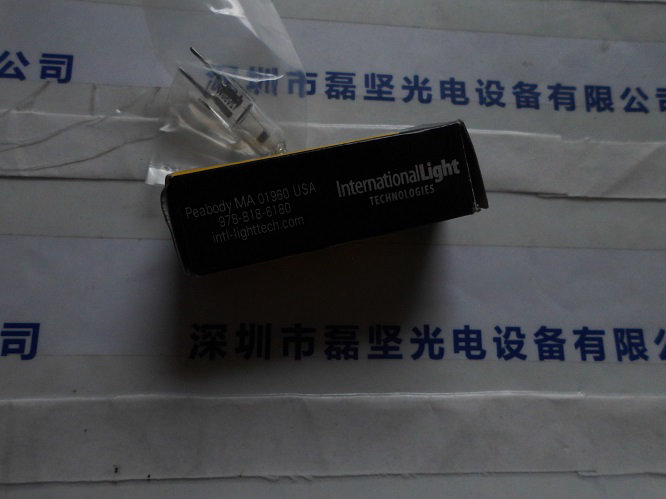 公司
深圳市磊坚光电设备有限公司
InternationalLight
TECHNOLOGIES
Peabody MA 01960 USA
978-818-6180
intl-lighttech.com
司
深圳市磊坚光电设备有限公